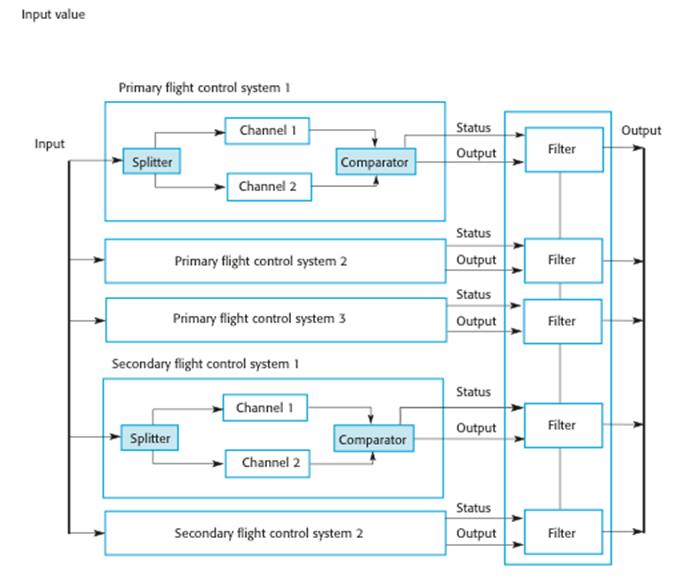 Input value
Primary flight control system 1
Input
Splitter
Channel 1
Channel 2
Comparator
Status
Output
Filter
Output
Primary flight control system 2
Status
Output
Filter
Primary flight control system 3
Status
Output
Filter
Secondary flight control system 1
Splitter
Channel 1
Channel 2
Comparator
Status
Output
Filter
Secondary flight control system 2
Status
Output
Filter